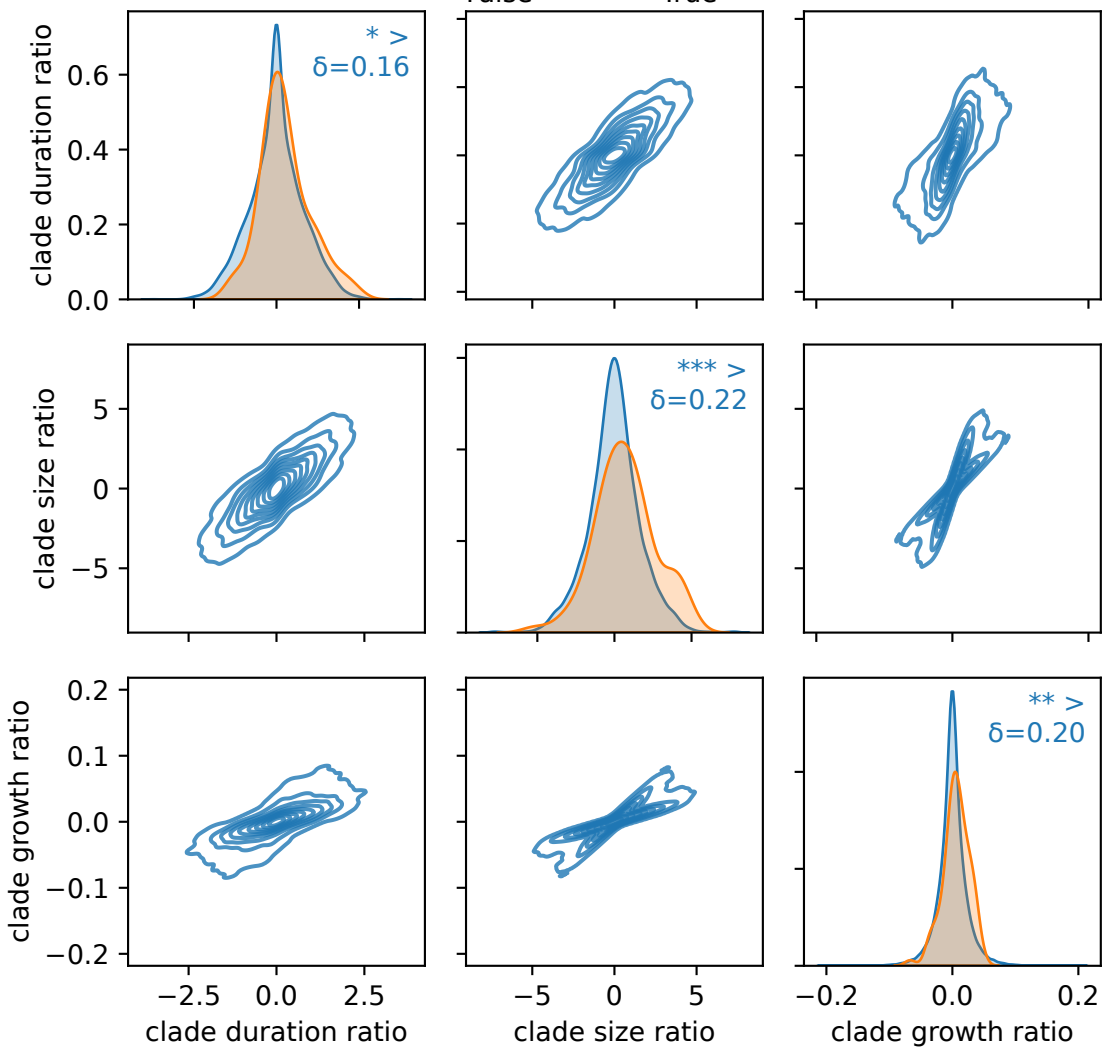 clade duration ratio
0.6
0.4
0.2
0.0
* >
δ=0.16
clade size ratio
5
0
−5
*** >
δ=0.22
clade growth ratio
0.2
0.1
0.0
−0.1
−0.2
** >
δ=0.20
−2.5 0.0 2.5
−5 0 5
−0.2 0.0 0.2
clade duration ratio
clade size ratio
clade growth ratio